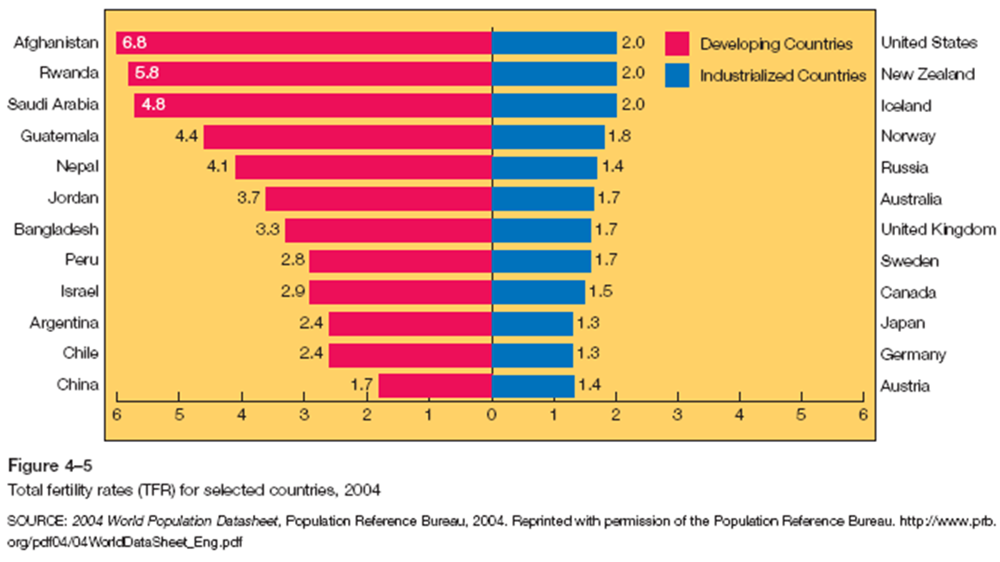 Afghanistan 6.8 2.0 Developing Countries United States
Rwanda 5.8 2.0 Industrialized Countries New Zealand
Saudi Arabia 4.8 2.0 Iceland
Guatemala 4.4 1.8 Norway
Nepal 4.1 1.4 Russia
Jordan 3.7 1.7 Australia
Bangladesh 3.3 1.7 United Kingdom
Peru 2.8 1.7 Sweden
Israel 2.9 1.5 Canada
Argentina 2.4 1.3 Japan
Chile 2.4 1.3 Germany
China 1.7 1.4 Austria
6 5 4 3 2 1 0 1 2 3 4 5 6
Figure 4–5
Total fertility rates (TFR) for selected countries, 2004
SOURCE: 2004 World Population Datasheet, Population Reference Bureau, 2004. Reprinted with permission of the Population Reference Bureau. http://www.prb.
org/pdf04/04WorldDataSheet_Eng.pdf